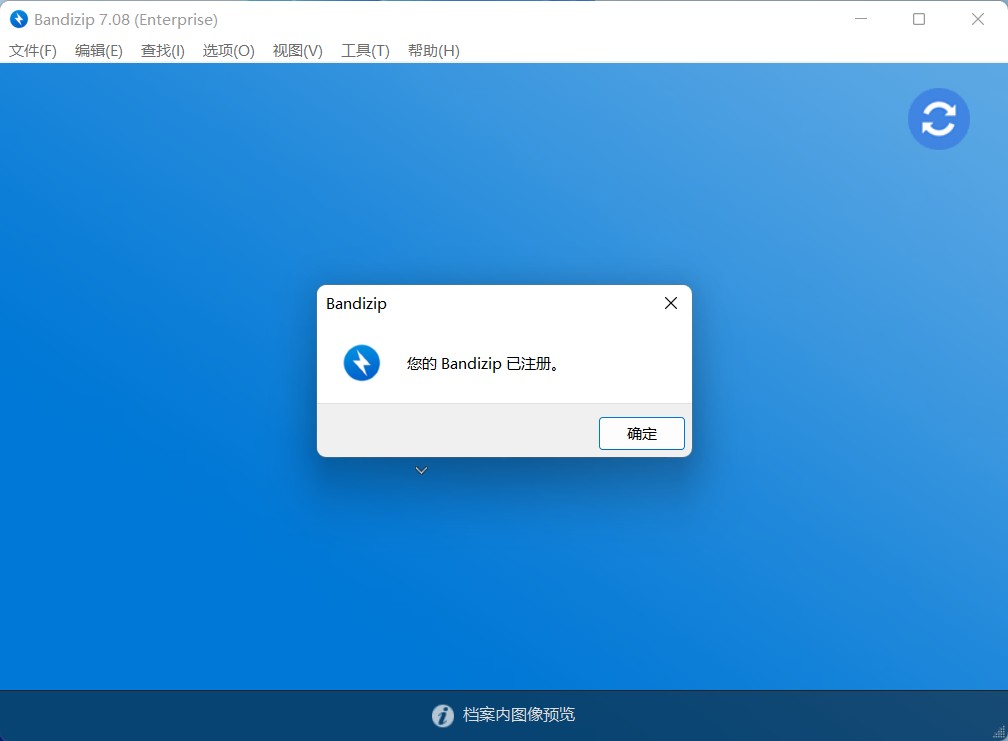 Bandizip 7.08 (Enterprise)
文件(F) 编辑(E) 查找(I) 选项(O) 视图(V) 工具(T) 帮助(H)
Bandizip
您的 Bandizip 已注册。
确定
档案内图像预览